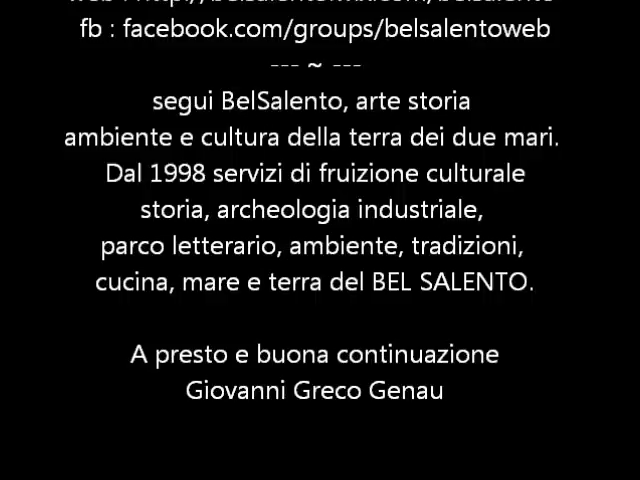 fb : facebook.com/groups/belsalentoweb
--- ~ ---
segui BelSalento, arte storia
ambiente e cultura della terra dei due mari.
Dal 1998 servizi di fruizione culturale
storia, archeologia industriale,
parco letterario, ambiente, tradizioni,
cucina, mare e terra del BEL SALENTO.
A presto e buona continuazione
Giovanni Greco Genau